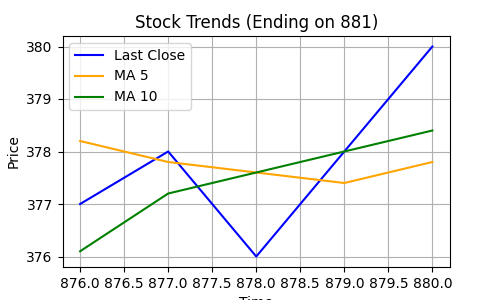 Stock Trends (Ending on 881)
Last Close
MA 5
MA 10
Price
380
379
378
377
376
876.0 876.5 877.0 877.5 878.0 878.5 879.0 879.5 880.0
Time